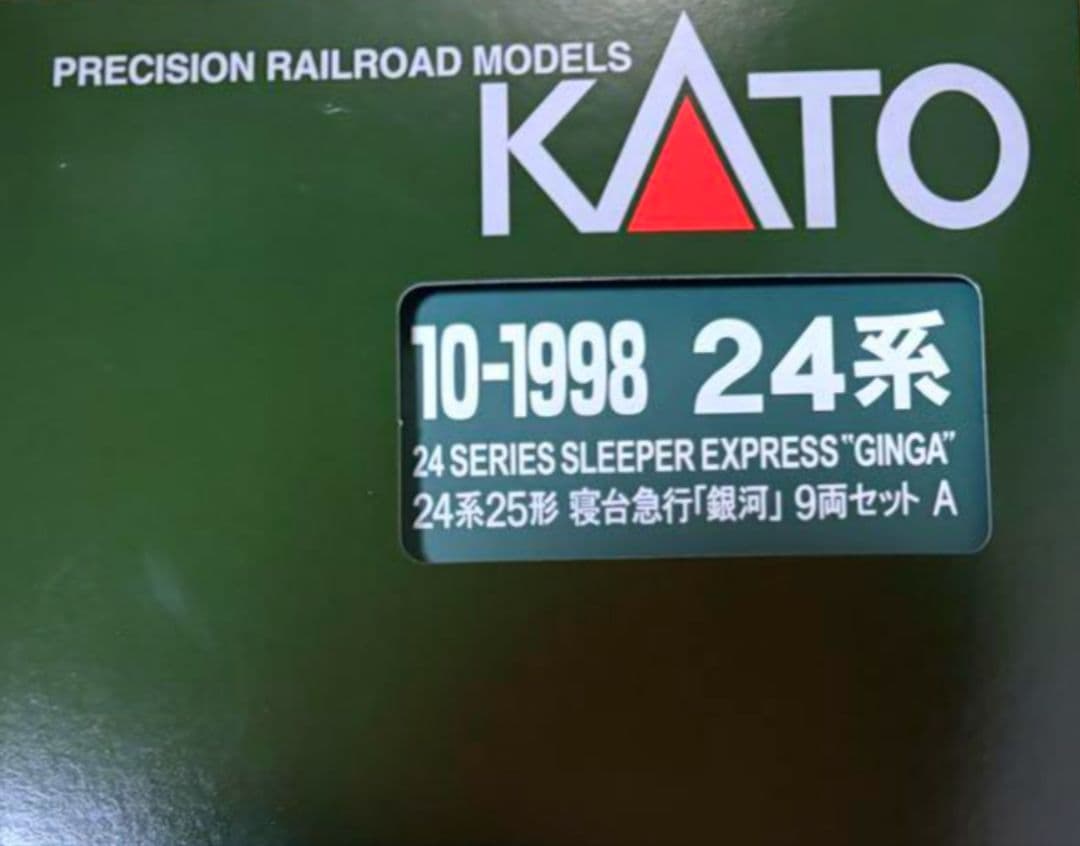 PRECISION RAILROAD MODELS
KATO
10-1998 24系
24 SERIES SLEEPER EXPRESS "GINGA"
24系25形 寝台急行「銀河」 9両セット A